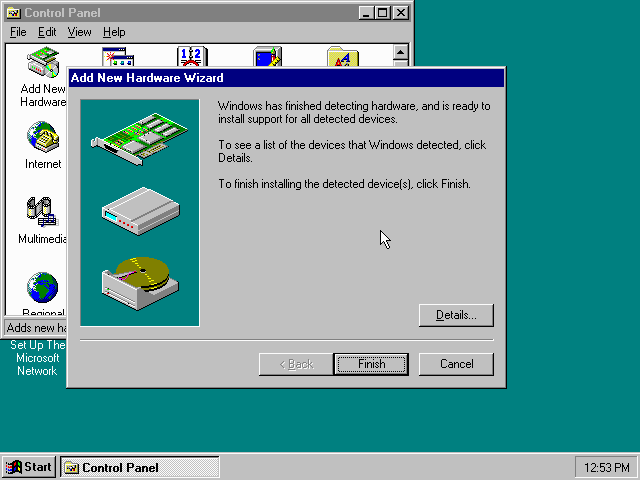 Control Panel
File Edit View Help
Add New
Hardware
Internet
Multimedia
Regional
Adds new ha
Add New Hardware Wizard
Windows has finished detecting hardware, and is ready to
install support for all detected devices.
To see a list of the devices that Windows detected, click
Details.
To finish installing the detected device(s), click Finish.
Details...
< Back
Finish
Cancel
Set Up The
Microsoft
Network
Start
Control Panel
12:53 PM